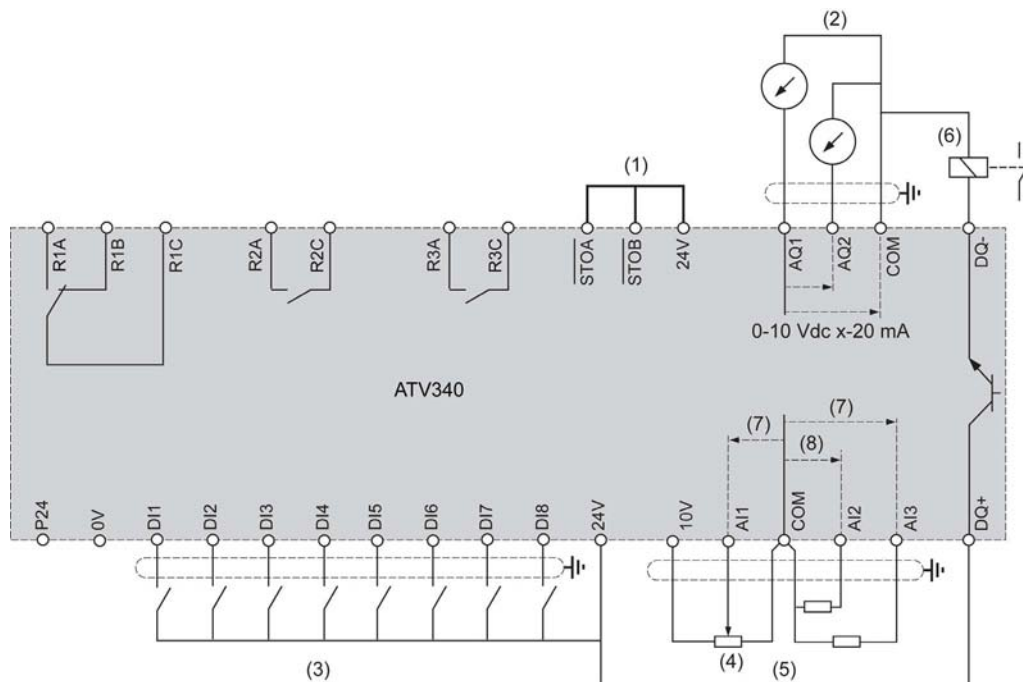 (2)
(6)
(1)
R1A
R1B
R1C
R2A
R2C
R3A
R3C
STOA
STOB
24V
AQ1
AQ2
COM
DQ-
0-10 Vdc x-20 mA
ATV340
(7)
(7)
(8)
P24
0V
DI1
DI2
DI3
DI4
DI5
DI6
DI7
DI8
24V
10V
AI1
COM
AI2
AI3
DQ+
(3)
(4)
(5)